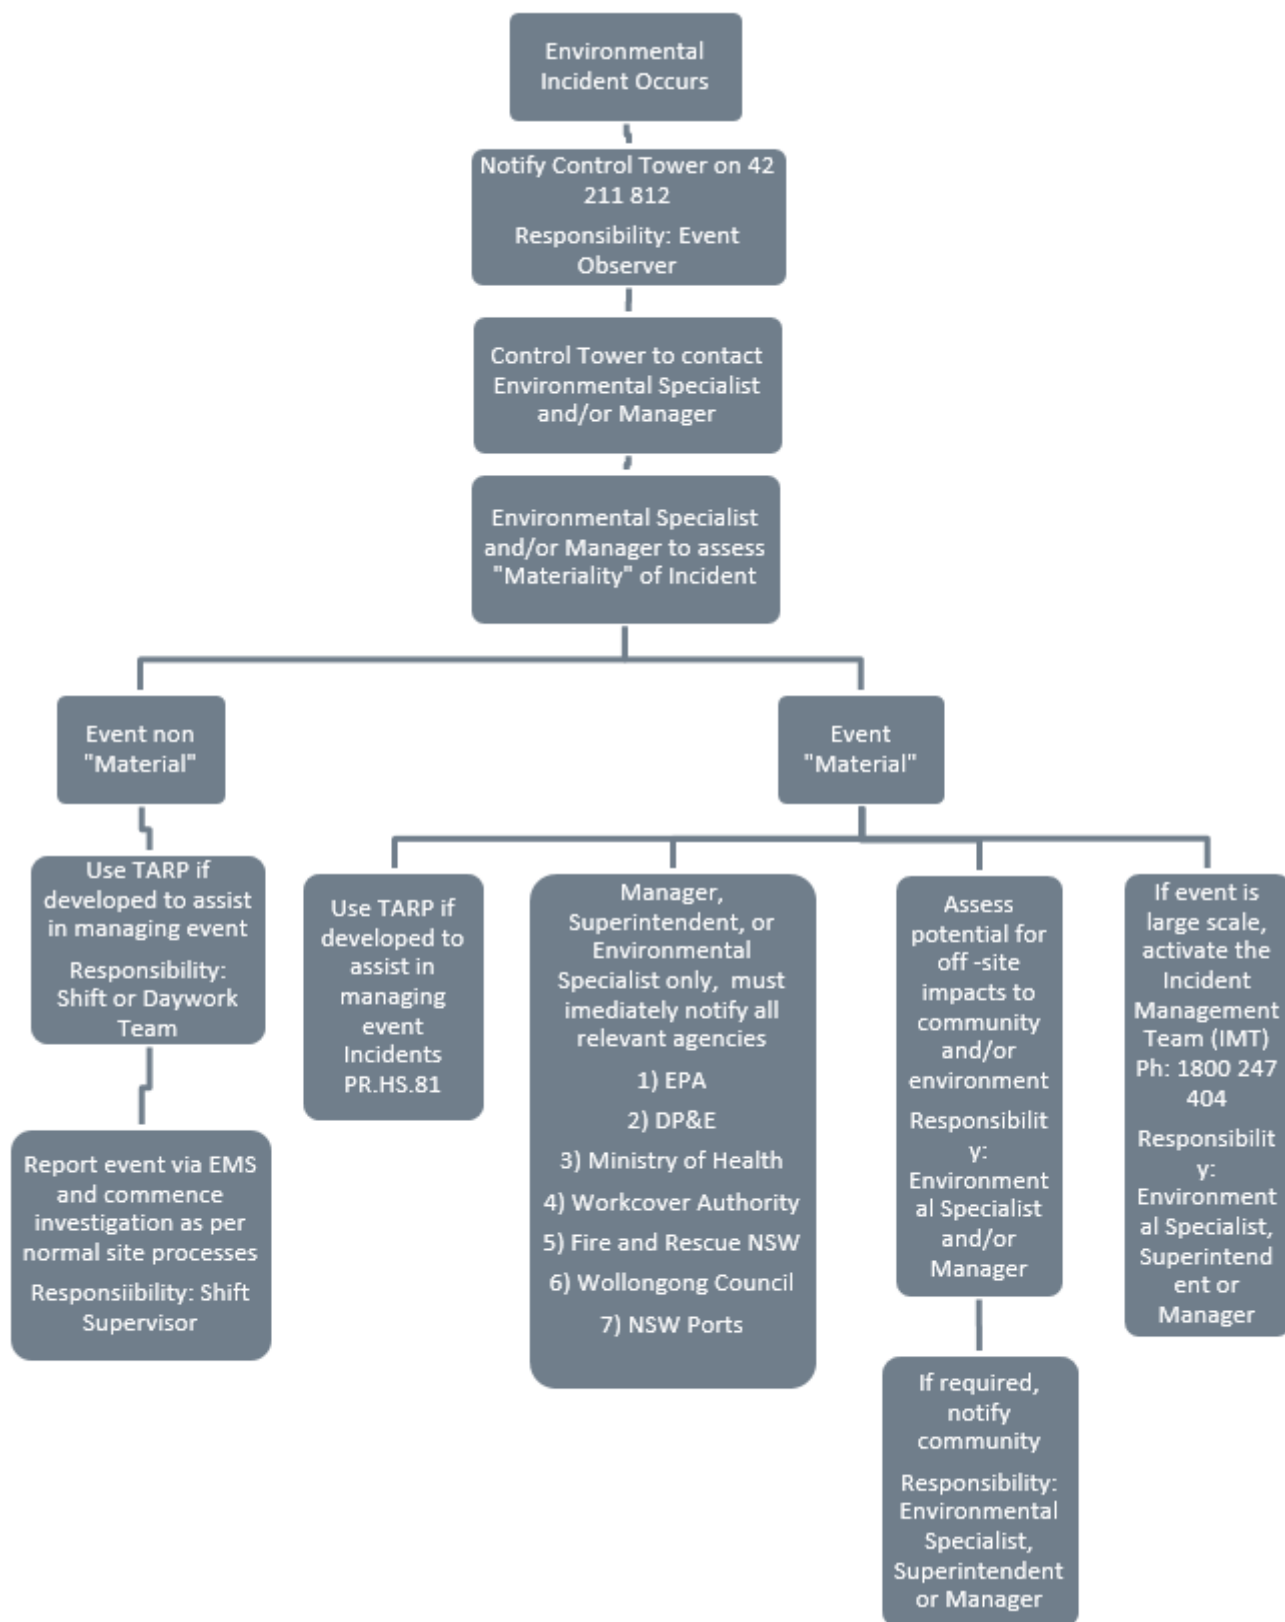 Environmental
Incident Occurs
Notify Control Tower on 42
211 812
Responsibility: Event
Observer
Control Tower to contact
Environmental Specialist
and/or Manager
Environmental Specialist
and/or Manager to assess
"Materiality" of Incident
Event non
"Material"
Use TARP if
developed to assist
in managing event
Responsibility:
Shift or Daywork
Team
Report event via EMS
and commence
investigation as per
normal site processes
Responsiibility: Shift
Supervisor
Event
"Material"
Use TARP if
developed to
assist in
managing
event
Incidents
PR.HS.81
Manager,
Superintendent, or
Environmental
Specialist only, must
imediately notify all
relevant agencies
1) EPA
2) DP&E
3) Ministry of Health
4) Workcover Authority
5) Fire and Rescue NSW
6) Wollongong Council
7) NSW Ports
Assess
potential for
off -site
impacts to
community
and/or
environment
Responsibilit
y:
Environment
al Specialist
and/or
Manager
If required,
notify
community
Responsibility:
Environmental
Specialist,
Superintendent
or Manager
If event is
large scale,
activate the
Incident
Management
Team (IMT)
Ph: 1800 247
404
Responsibilit
y:
Environment
al Specialist,
Superintend
ent or
Manager